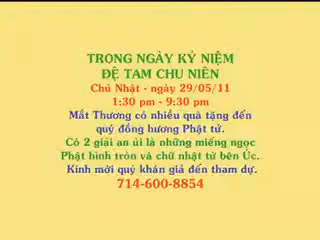 TRONG NGÀY KỶ NIỆM
ĐỆ TAM CHU NIÊN
Chủ Nhật - ngày 29/05/11
1:30 pm - 9:30 pm
Mắt Thương có nhiều quà tặng đến
quý đồng hương Phật tử.
Có 2 giải an ủi là những miếng ngọc
Phật hình tròn và chữ nhật từ bên Úc.
Kính mời quý khán giả đến tham dự.
714-600-8854